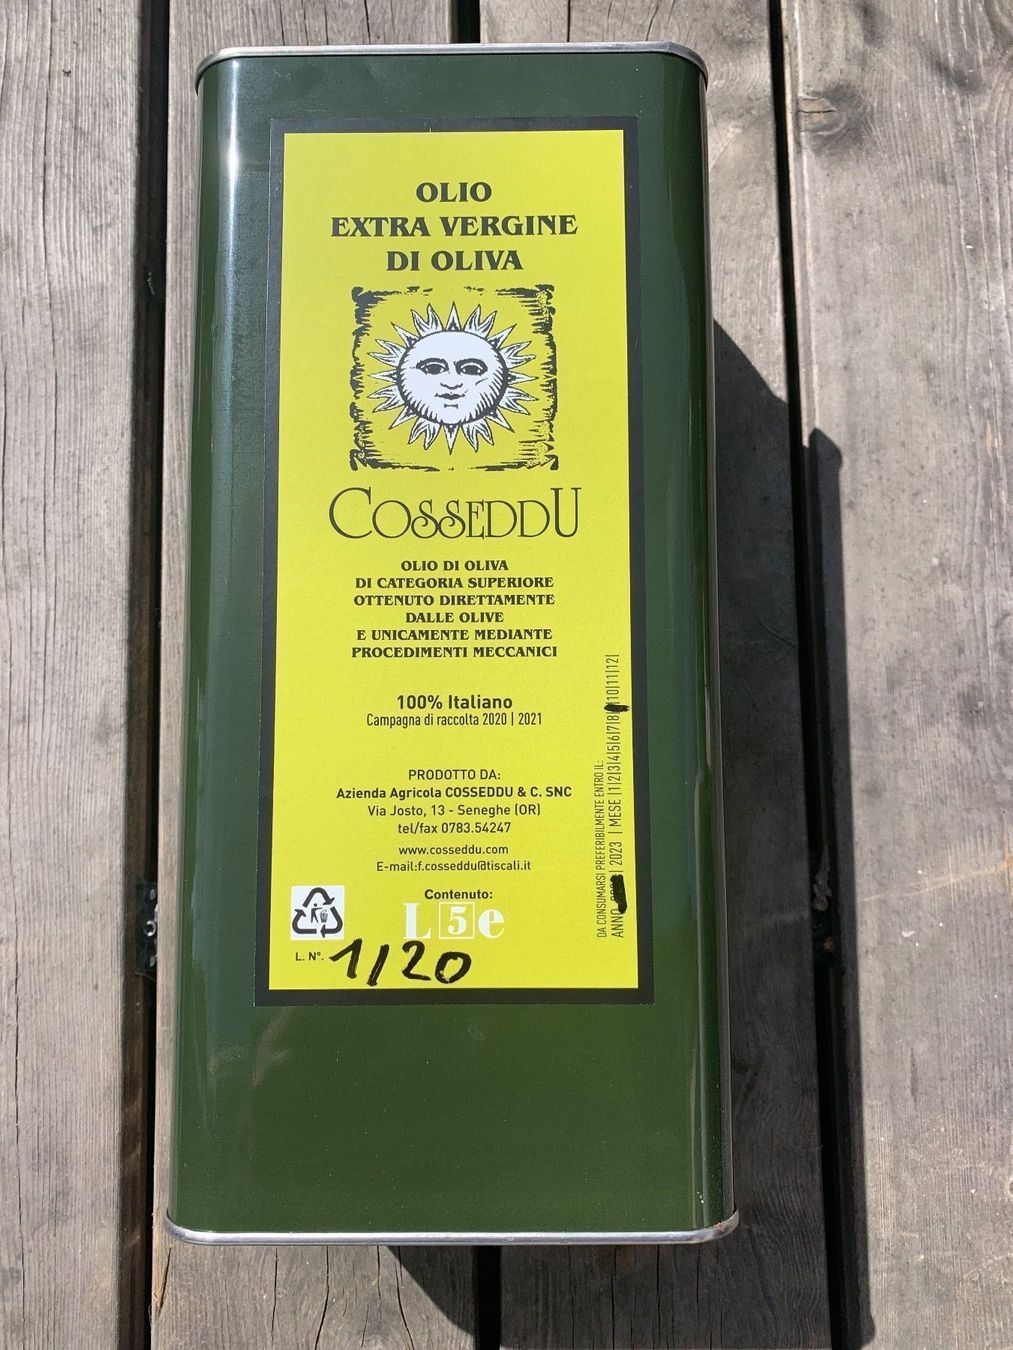 OLIO
EXTRA VERGINE
DI OLIVA
COSSEDDU
OLIO DI OLIVA
DI CATEGORIA SUPERIORE
OTTENUTO DIRETTAMENTE
DALLE OLIVE
E UNICAMENTE MEDIANTE
PROCEDIMENTI MECCANICI
100% Italiano
Campagna di raccolta 2020 | 2021
PRODOTTO DA:
Azienda Agricola COSSEDDU & C. SNC
Via Josto, 13 - Seneghe (OR)
tel/fax 0783.54247
www.cosseddu.com
E-mail:f.cosseddu@tiscali.it
Contenuto:
L 5 e
L. N°. 1/20
DA CONSUMARSI PREFERIBILMENTE ENTRO IL:
ANNO | 2023 | MESE |1|2|3|4|5|6|7|8| |10|11|12|